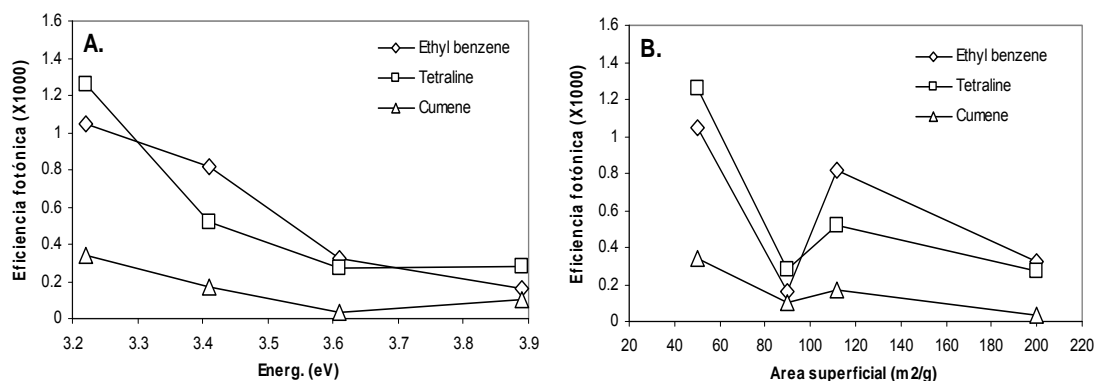 A.
Eficiencia fotónica (X1000)
1.6
1.4
1.2
1
0.8
0.6
0.4
0.2
0
3.2 3.3 3.4 3.5 3.6 3.7 3.8 3.9
Energ. (eV)
Ethyl benzene
Tetraline
Cumene
B.
Eficiencia fotónica (X1000)
1.6
1.4
1.2
1
0.8
0.6
0.4
0.2
0
20 40 60 80 100 120 140 160 180 200 220
Area superficial (m2/g)
Ethyl benzene
Tetraline
Cumene